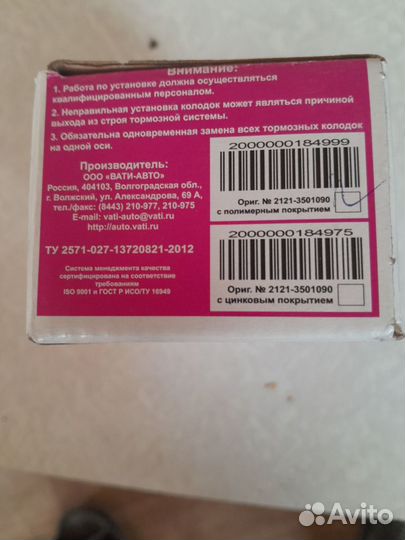 Внимание:
1. Работа по установке должна осуществляться
квалифицированным персоналом.
2. Неправильная установка колодок может являться причиной
выхода из строя тормозной системы.
3. Обязательна одновременная замена всех тормозных колодок
на одной оси.
Производитель:
ООО «ВАТИ-АВТО»
Россия, 404103, Волгоградская обл.,
г. Волжский, ул. Александрова, 69 А,
тел./факс: (8443) 210-977, 210-975
E-mail: vati-auto@vati.ru
http://auto.vati.ru
ТУ 2571-027-13720821-2012
Система менеджмента качества
сертифицирована на соответствие
требованиям
ISO 9001 и ГОСТ Р ИСО/ТУ 16949
2000000184999
Ориг. № 2121-3501090
с полимерным покрытием
2000000184975
Ориг. № 2121-3501090
с цинковым покрытием
Avito